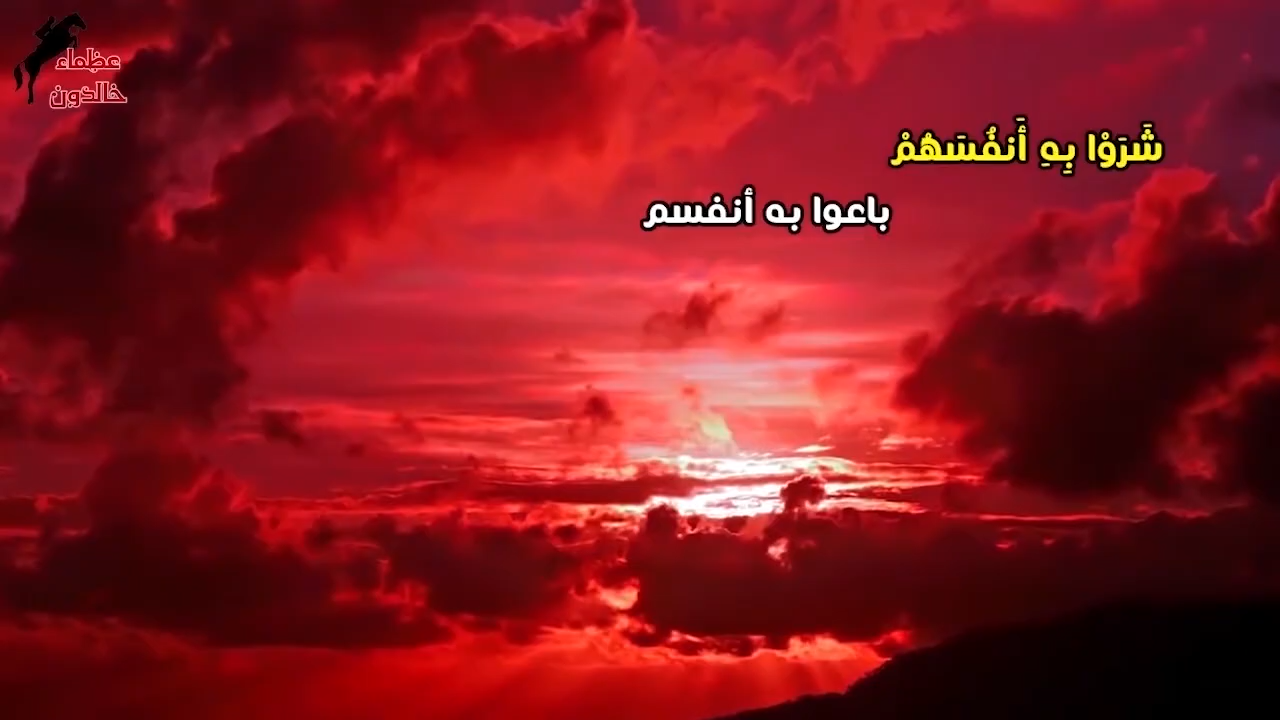 عظماء
خالدون
شَرَوْا بِهِ أَنفُسَهُمْ
باعوا به أنفسم